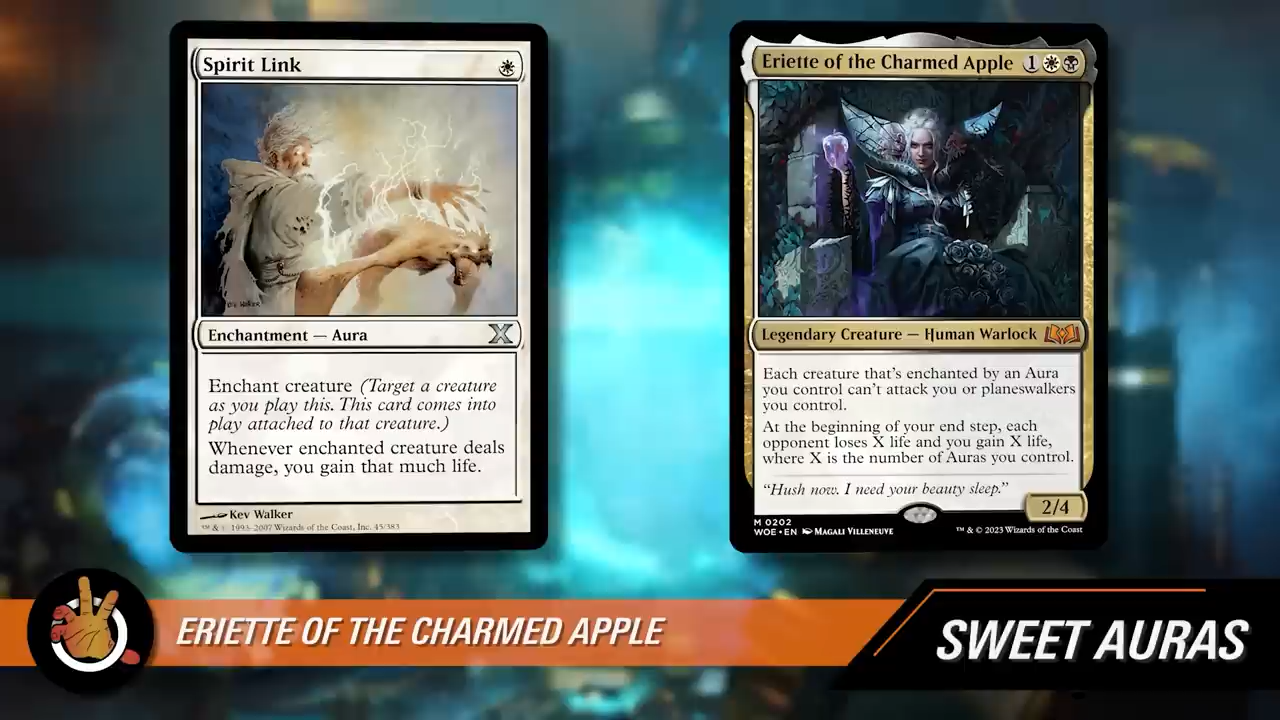 Spirit Link
Enchantment — Aura
Enchant creature (Target a creature
as you play this. This card comes into
play attached to that creature.)
Whenever enchanted creature deals
damage, you gain that much life.
Kev Walker
™ & © 1993–2007 Wizards of the Coast, Inc. 45/383
Eriette of the Charmed Apple 1
Legendary Creature — Human Warlock
Each creature that's enchanted by an Aura
you control can't attack you or planeswalkers
you control.
At the beginning of your end step, each
opponent loses X life and you gain X life,
where X is the number of Auras you control.
"Hush now. I need your beauty sleep."
2/4
M 0202
WOE • EN Magali Villeneuve
™ & © 2023 Wizards of the Coast
ERIETTE OF THE CHARMED APPLE
SWEET AURAS